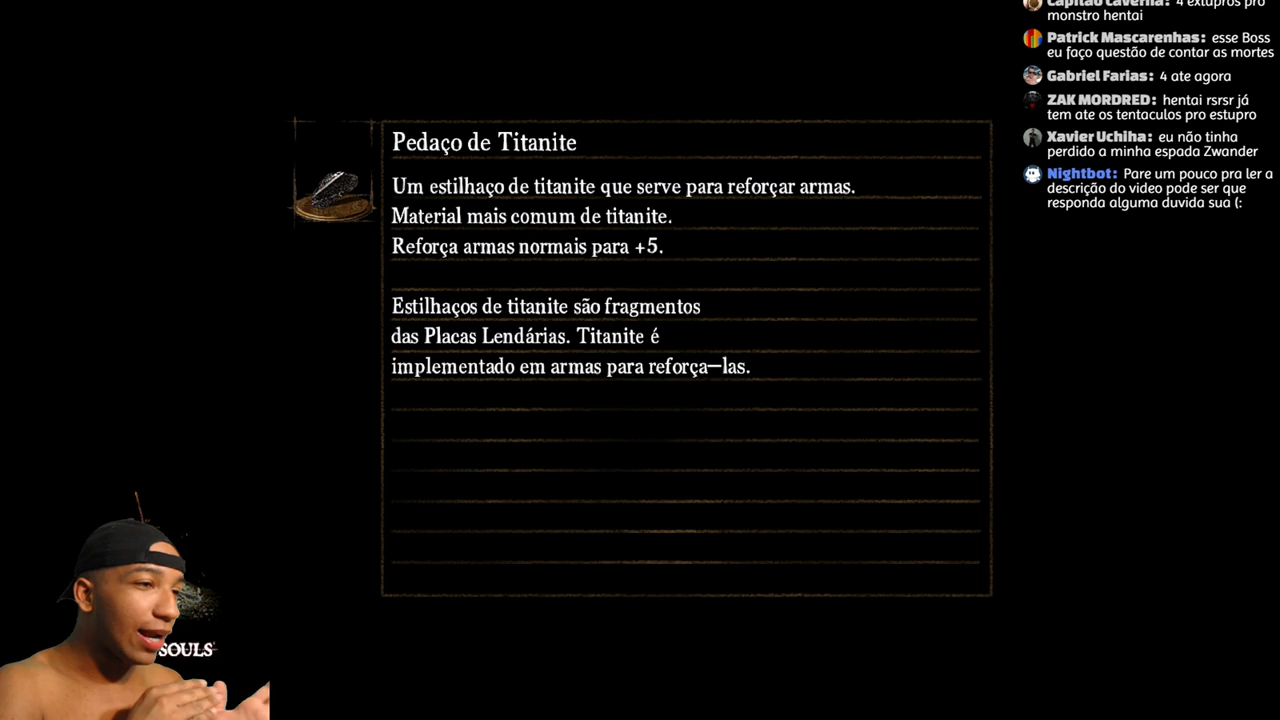 Capitão Caverna: 4 extupros pro
monstro hentai
Patrick Mascarenhas: esse Boss
eu faço questão de contar as mortes
Gabriel Farias: 4 ate agora
ZAK MORDRED: hentai rsrsr já
tem ate os tentaculos pro estupro
Xavier Uchiha: eu não tinha
perdido a minha espada Zwander
Nightbot: Pare um pouco pra ler a
descrição do video pode ser que
responda alguma duvida sua (:
Pedaço de Titanite
Um estilhaço de titanite que serve para reforçar armas.
Material mais comum de titanite.
Reforça armas normais para +5.
Estilhaços de titanite são fragmentos
das Placas Lendárias. Titanite é
implementado em armas para reforça-las.
SOULS